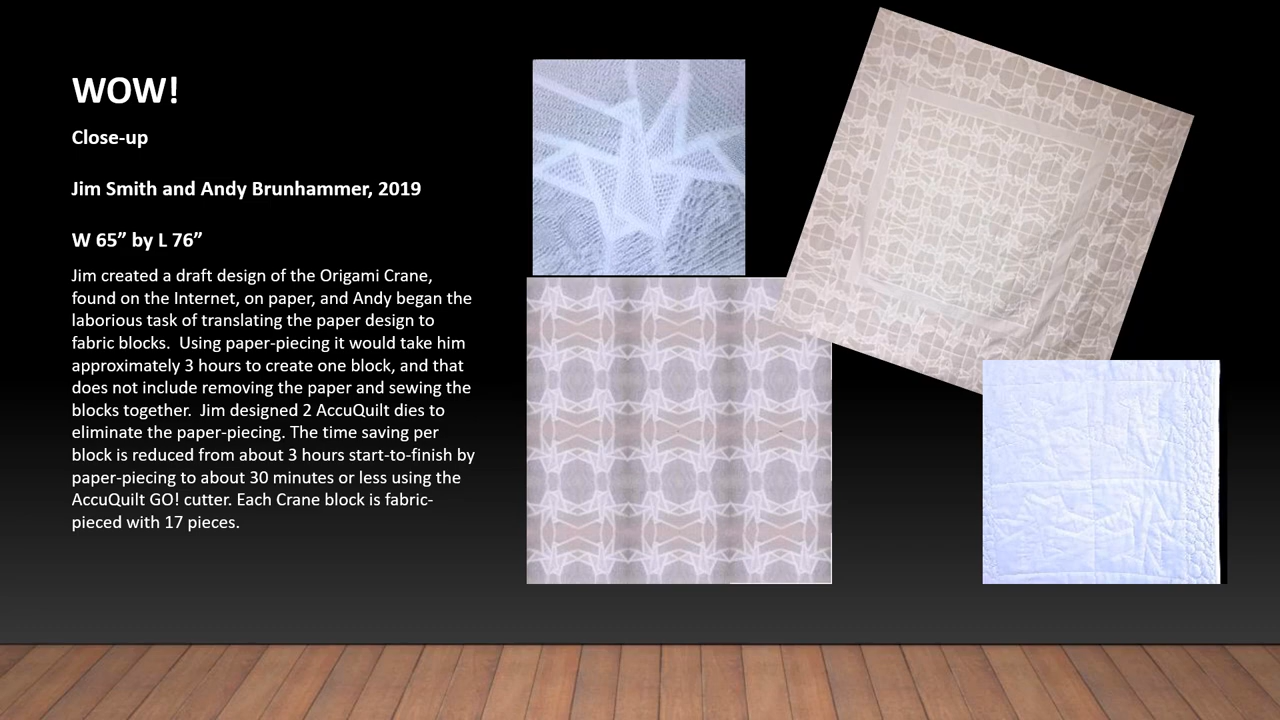 WOW!
Close-up
Jim Smith and Andy Brunhammer, 2019
W 65” by L 76”
Jim created a draft design of the Origami Crane,
found on the Internet, on paper, and Andy began the
laborious task of translating the paper design to
fabric blocks.  Using paper-piecing it would take him
approximately 3 hours to create one block, and that
does not include removing the paper and sewing the
blocks together.  Jim designed 2 AccuQuilt dies to
eliminate the paper-piecing. The time saving per
block is reduced from about 3 hours start-to-finish by
paper-piecing to about 30 minutes or less using the
AccuQuilt GO! cutter. Each Crane block is fabric-
pieced with 17 pieces.